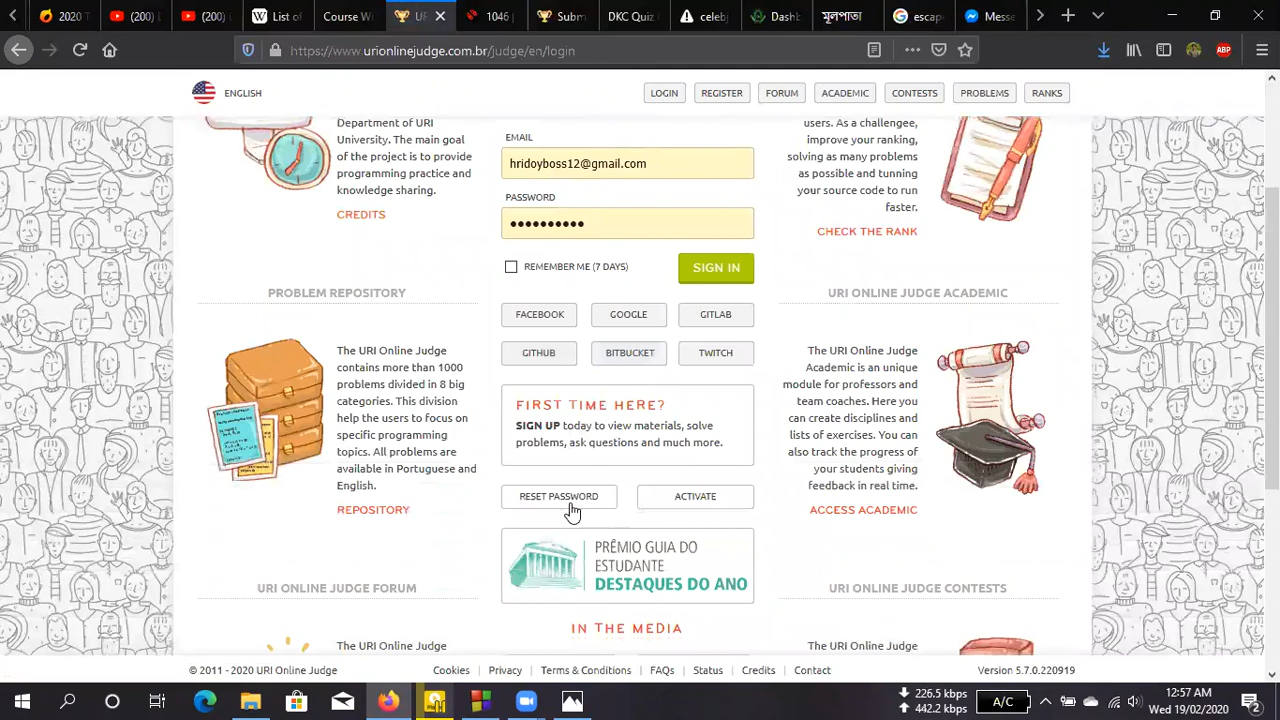 2020 T
(200)
(200)
List of
Course W
UR
1046
Subm
DKC Quiz
celeb
Dashb
মূলপাতা
escape
Messe
https://www.urionlinejudge.com.br/judge/en/login
ABP
ENGLISH
LOGIN
REGISTER
FORUM
ACADEMIC
CONTESTS
PROBLEMS
RANKS
Department of URI
University. The main goal
of the project is to provide
programming practice and
knowledge sharing.
CREDITS
PROBLEM REPOSITORY
The URI Online Judge
contains more than 1000
problems divided in 8 big
categories. This division
help the users to focus on
specific programming
topics. All problems are
available in Portuguese and
English.
REPOSITORY
URI ONLINE JUDGE FORUM
The URI Online Judge
EMAIL
hridoyboss12@gmail.com
PASSWORD
●●●●●●●●●●
REMEMBER ME (7 DAYS)
SIGN IN
FACEBOOK
GOOGLE
GITLAB
GITHUB
BITBUCKET
TWITCH
FIRST TIME HERE?
SIGN UP today to view materials, solve
problems, ask questions and much more.
RESET PASSWORD
ACTIVATE
PRÊMIO GUIA DO
ESTUDANTE
DESTAQUES DO ANO
IN THE MEDIA
users. As a challengee,
improve your ranking,
solving as many problems
as possible and tunning
your source code to run
faster.
CHECK THE RANK
URI ONLINE JUDGE ACADEMIC
The URI Online Judge
Academic is an unique
module for professors and
team coaches. Here you
can create disciplines and
lists of exercises. You can
also track the progress of
your students giving
feedback in real time.
ACCESS ACADEMIC
URI ONLINE JUDGE CONTESTS
The URI Online Judge
© 2011 - 2020 URI Online Judge
Cookies
Privacy
Terms & Conditions
FAQs
Status
Credits
Contact
Version 5.7.0.220919
226.5 kbps
442.2 kbps
A/C
12:57 AM
Wed 19/02/2020
2